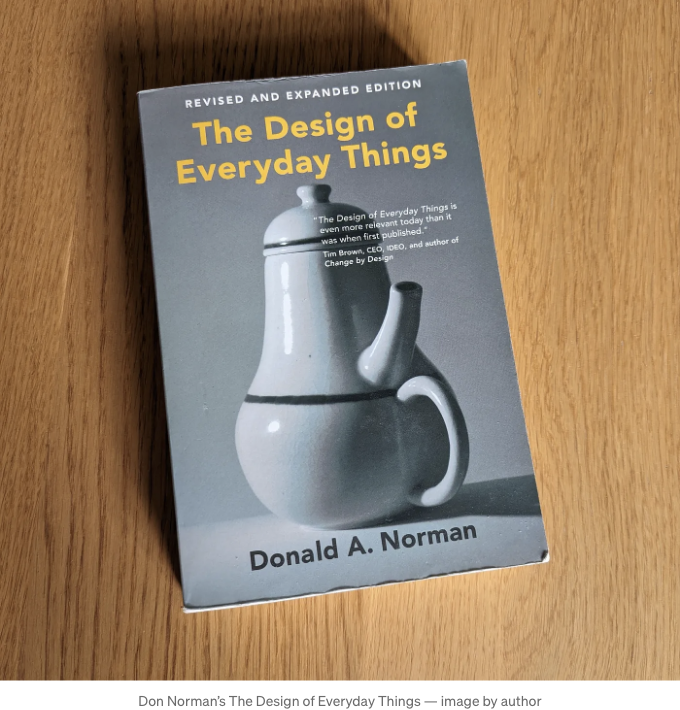 REVISED AND EXPANDED EDITION
The Design of
Everyday Things
“The Design of Everyday Things is
even more relevant today than it
was when first published.”
Tim Brown, CEO, IDEO, and author of
Change by Design
Donald A. Norman
Don Norman’s The Design of Everyday Things — image by author